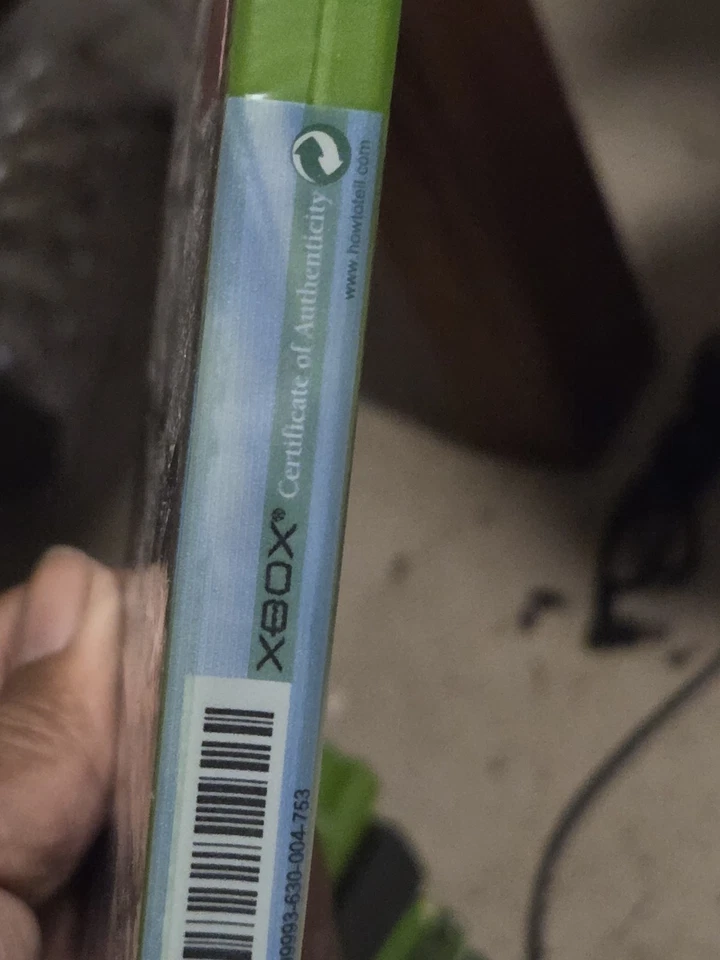 www.howtotell.com
XBOX® Certificate of Authenticity
9993-630-004-753